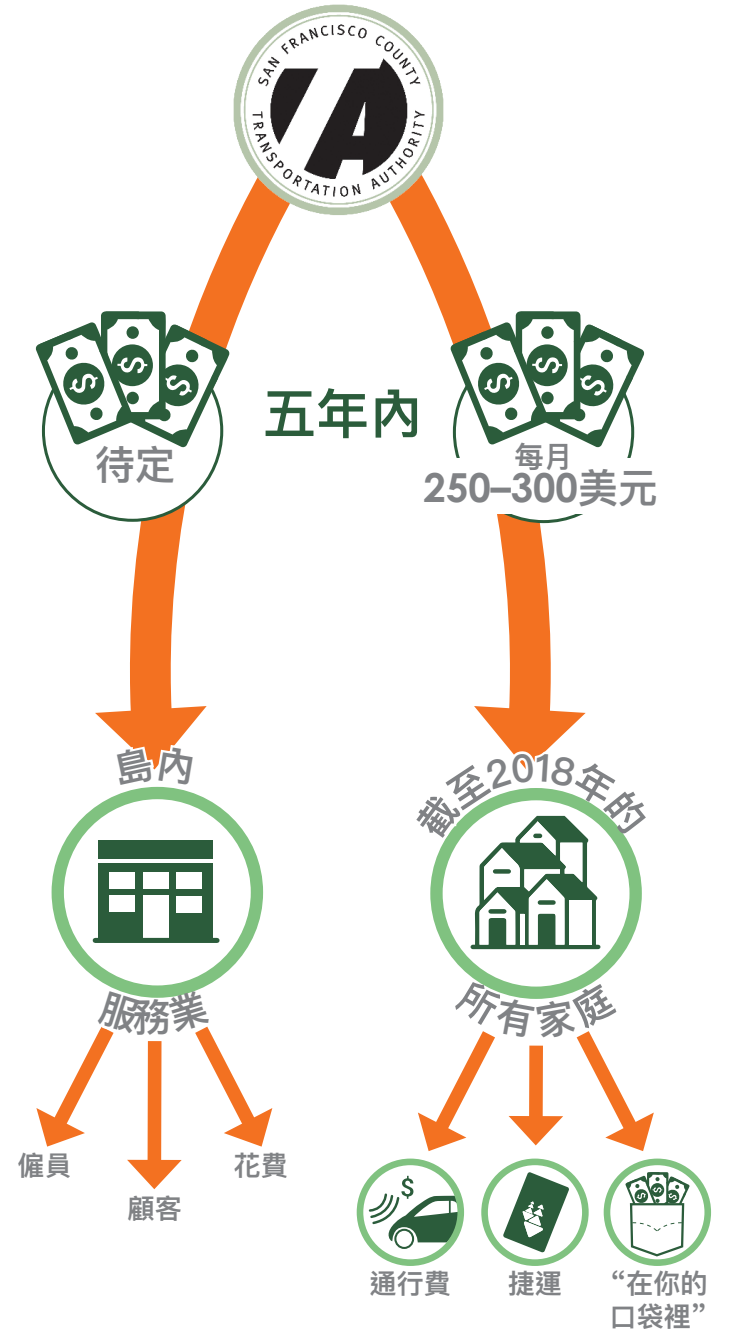 SAN FRANCISCO COUNTY
TRANSPORTATION AUTHORITY
五年內
待定
每月
250–300美元
島內
服務業
僱員
顧客
花費
截至2018年的
所有家庭
通行費
捷運
“在你的
口袋裡”